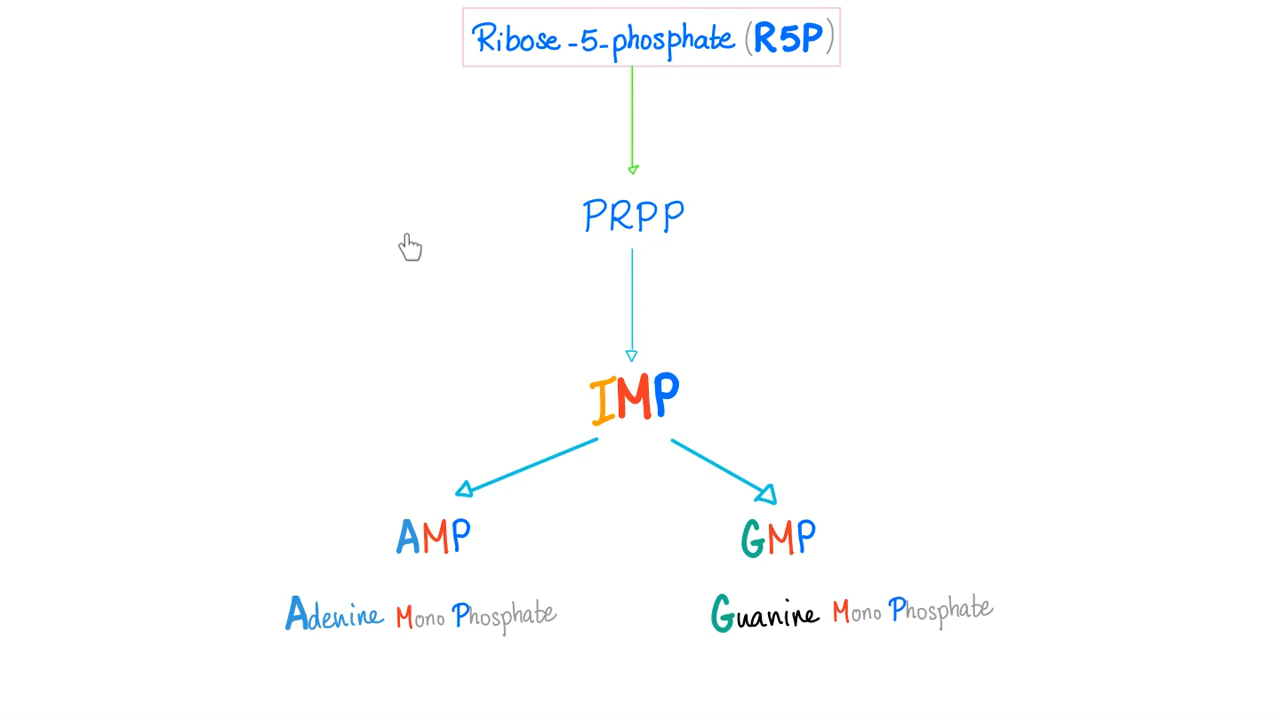 Ribose-5-phosphate (R5P)
PRPP
IMP
AMP GMP
Adenine Mono Phosphate Guanine Mono Phosphate